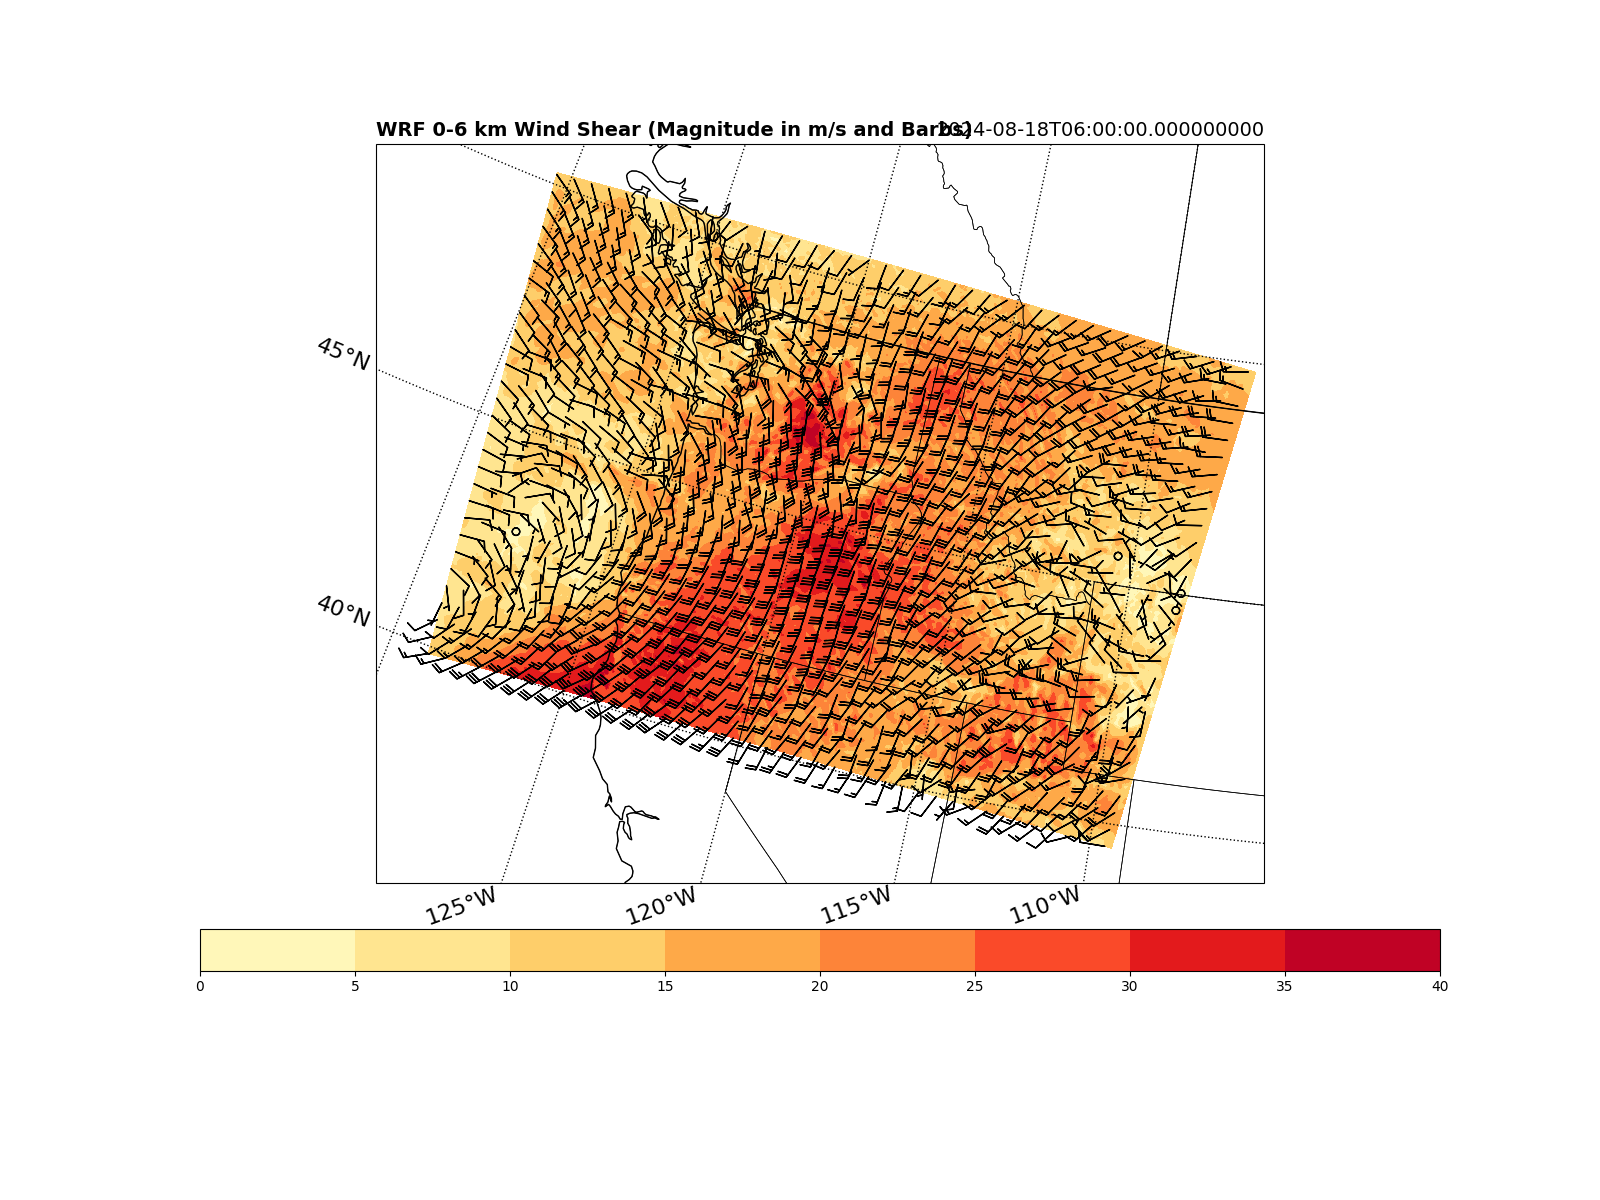 WRF 0-6 km Wind Shear (Magnitude in m/s and Barbs)
2024-08-18T06:00:00.000000000
45°N
40°N
125°W 120°W 115°W 110°W
0 5 10 15 20 25 30 35 40